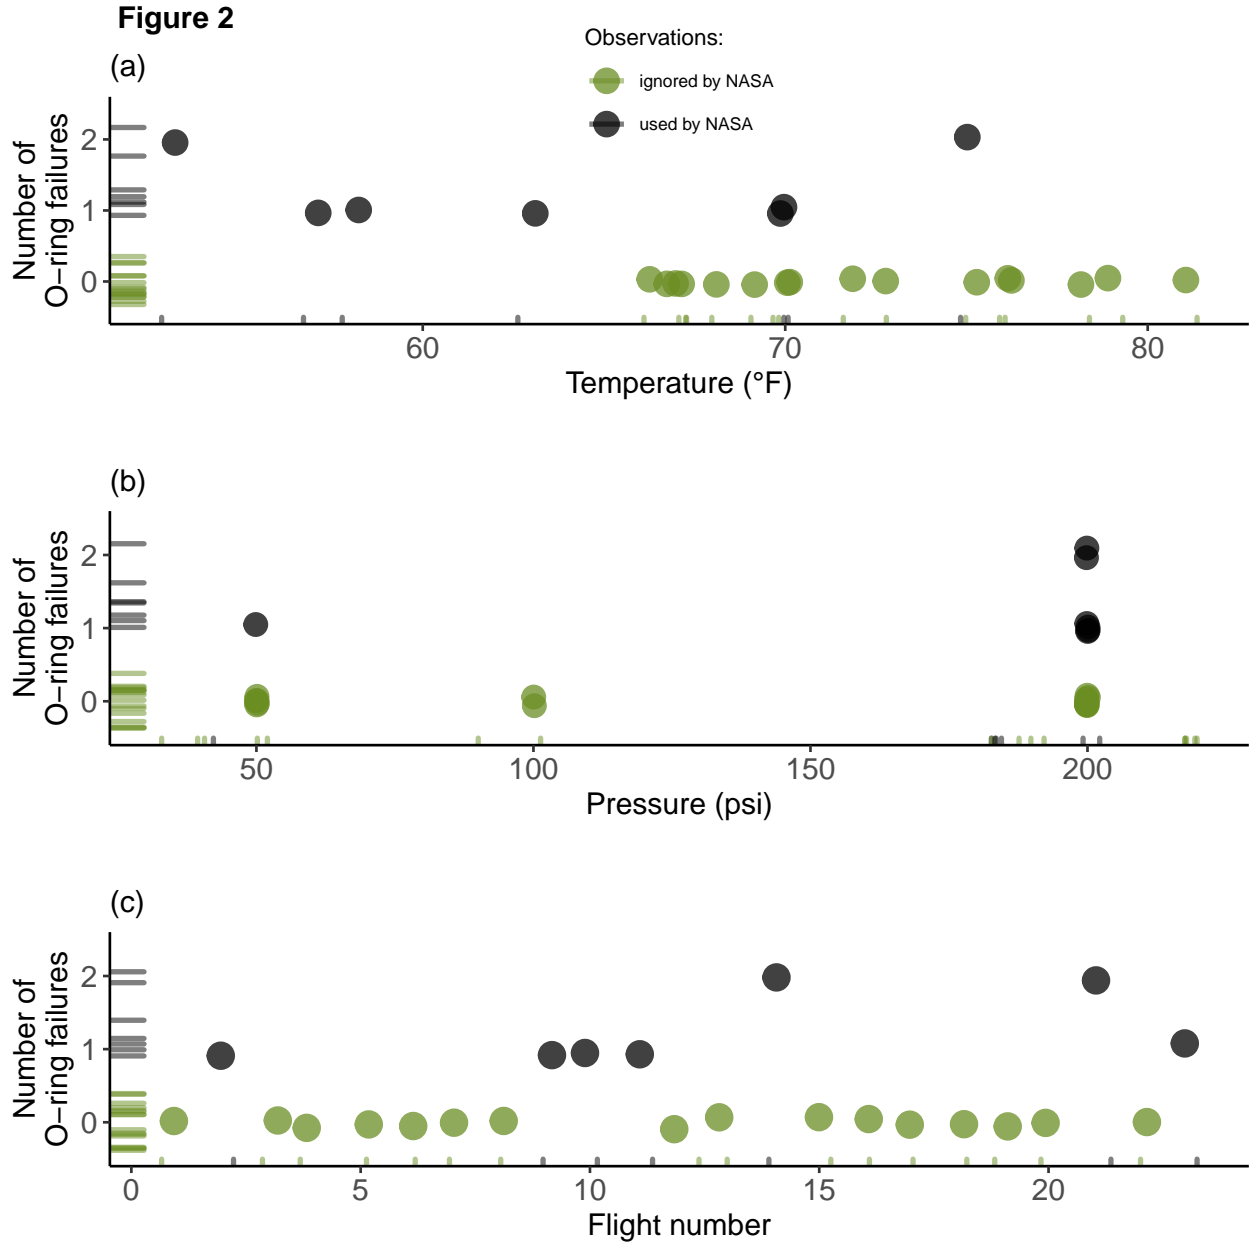 Figure 2
Observations:
ignored by NASA
used by NASA
(a)
Number of
O−ring failures
2
1
0
60
70
80
Temperature (°F)
(b)
Number of
O−ring failures
2
1
0
50
100
150
200
Pressure (psi)
(c)
Number of
O−ring failures
2
1
0
0
5
10
15
20
Flight number